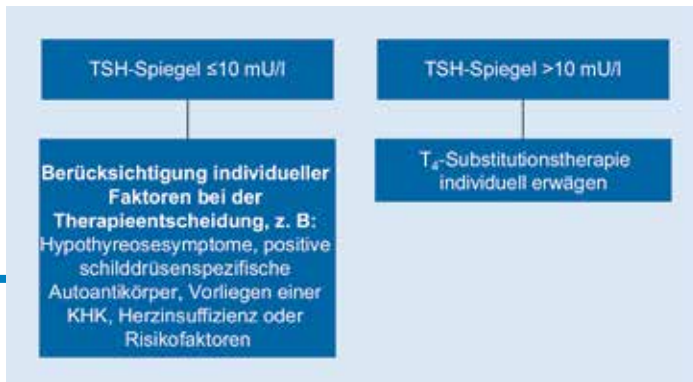 TSH-Spiegel ≤10 mU/l
TSH-Spiegel >10 mU/l
Berücksichtigung individueller
Faktoren bei der
Therapieentscheidung, z. B:
Hypothyreosesymptome, positive
schilddrüsenspezifische
Autoantikörper, Vorliegen einer
KHK, Herzinsuffizienz oder
Risikofaktoren
T₄-Substitutionstherapie
individuell erwägen